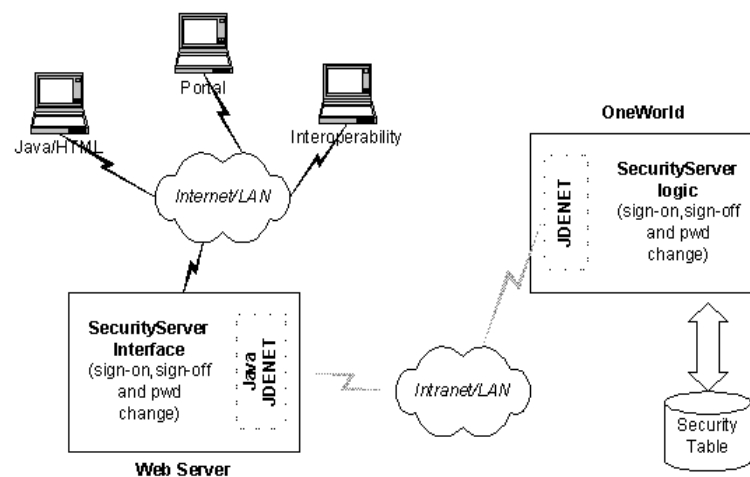 Portal
Java/HTML
Interoperability
Internet/LAN
OneWorld
JDENET
SecurityServer
logic
(sign-on,sign-off
and pwd
change)
SecurityServer
Interface
(sign-on,sign-off
and pwd
change)
Java
JDENET
Web Server
Intranet/LAN
Security
Table